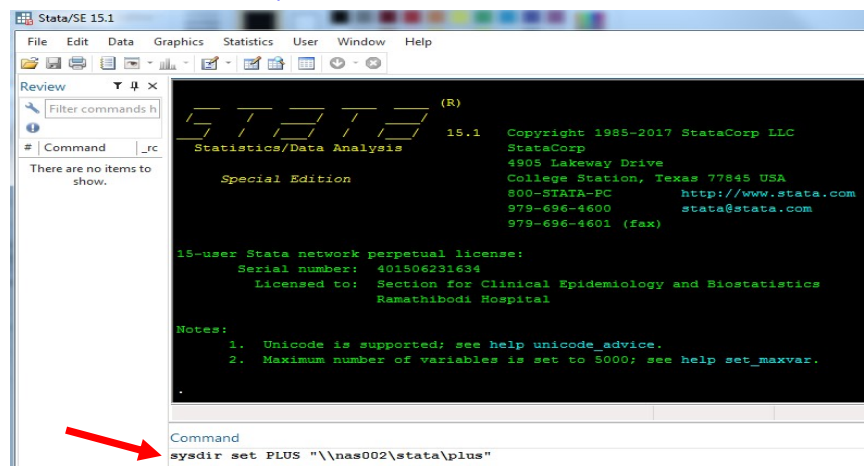 Stata/SE 15.1
File Edit Data Graphics Statistics User Window Help
Review
Filter commands h
# Command _rc
There are no items to
show.
(R)
STATA 15.1 Copyright 1985-2017 StataCorp LLC
Statistics/Data Analysis StataCorp
4905 Lakeway Drive
Special Edition College Station, Texas 77845 USA
800-STATA-PC http://www.stata.com
979-696-4600 stata@stata.com
979-696-4601 (fax)
15-user Stata network perpetual license:
Serial number: 401506231634
Licensed to: Section for Clinical Epidemiology and Biostatistics
Ramathibodi Hospital
Notes:
1. Unicode is supported; see help unicode_advice.
2. Maximum number of variables is set to 5000; see help set_maxvar.
.
Command
sysdir set PLUS "\\nas002\stata\plus"